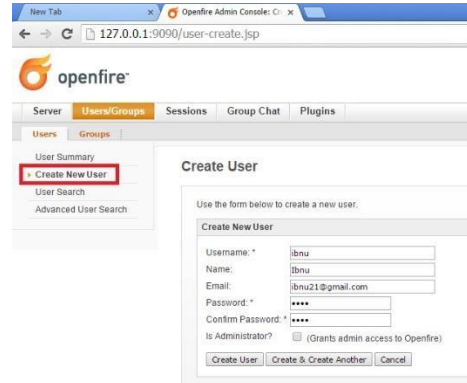 New Tab
Openfire Admin Console: Cr
127.0.0.1:9090/user-create.jsp
openfire™
Server Users/Groups Sessions Group Chat Plugins
Users Groups
User Summary
Create New User
User Search
Advanced User Search
Create User
Use the form below to create a new user.
Create New User
Username: * ibnu
Name: Ibnu
Email: ibnu21@gmail.com
Password: * ••••
Confirm Password: * ••••
Is Administrator? (Grants admin access to Openfire)
Create User Create & Create Another Cancel